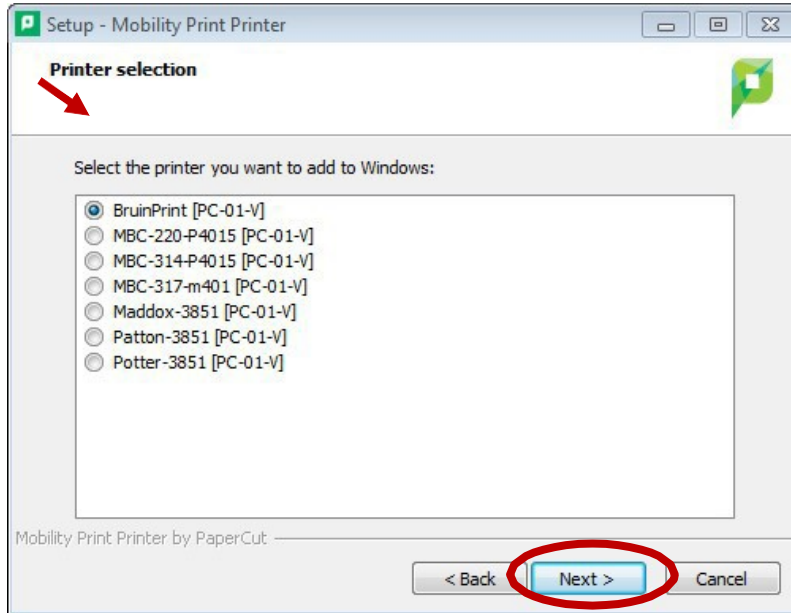 Setup - Mobility Print Printer
Printer selection
Select the printer you want to add to Windows:
BruinPrint [PC-01-V]
MBC-220-P4015 [PC-01-V]
MBC-314-P4015 [PC-01-V]
MBC-317-m401 [PC-01-V]
Maddox-3851 [PC-01-V]
Patton-3851 [PC-01-V]
Potter-3851 [PC-01-V]
Mobility Print Printer by PaperCut
< Back Next > Cancel